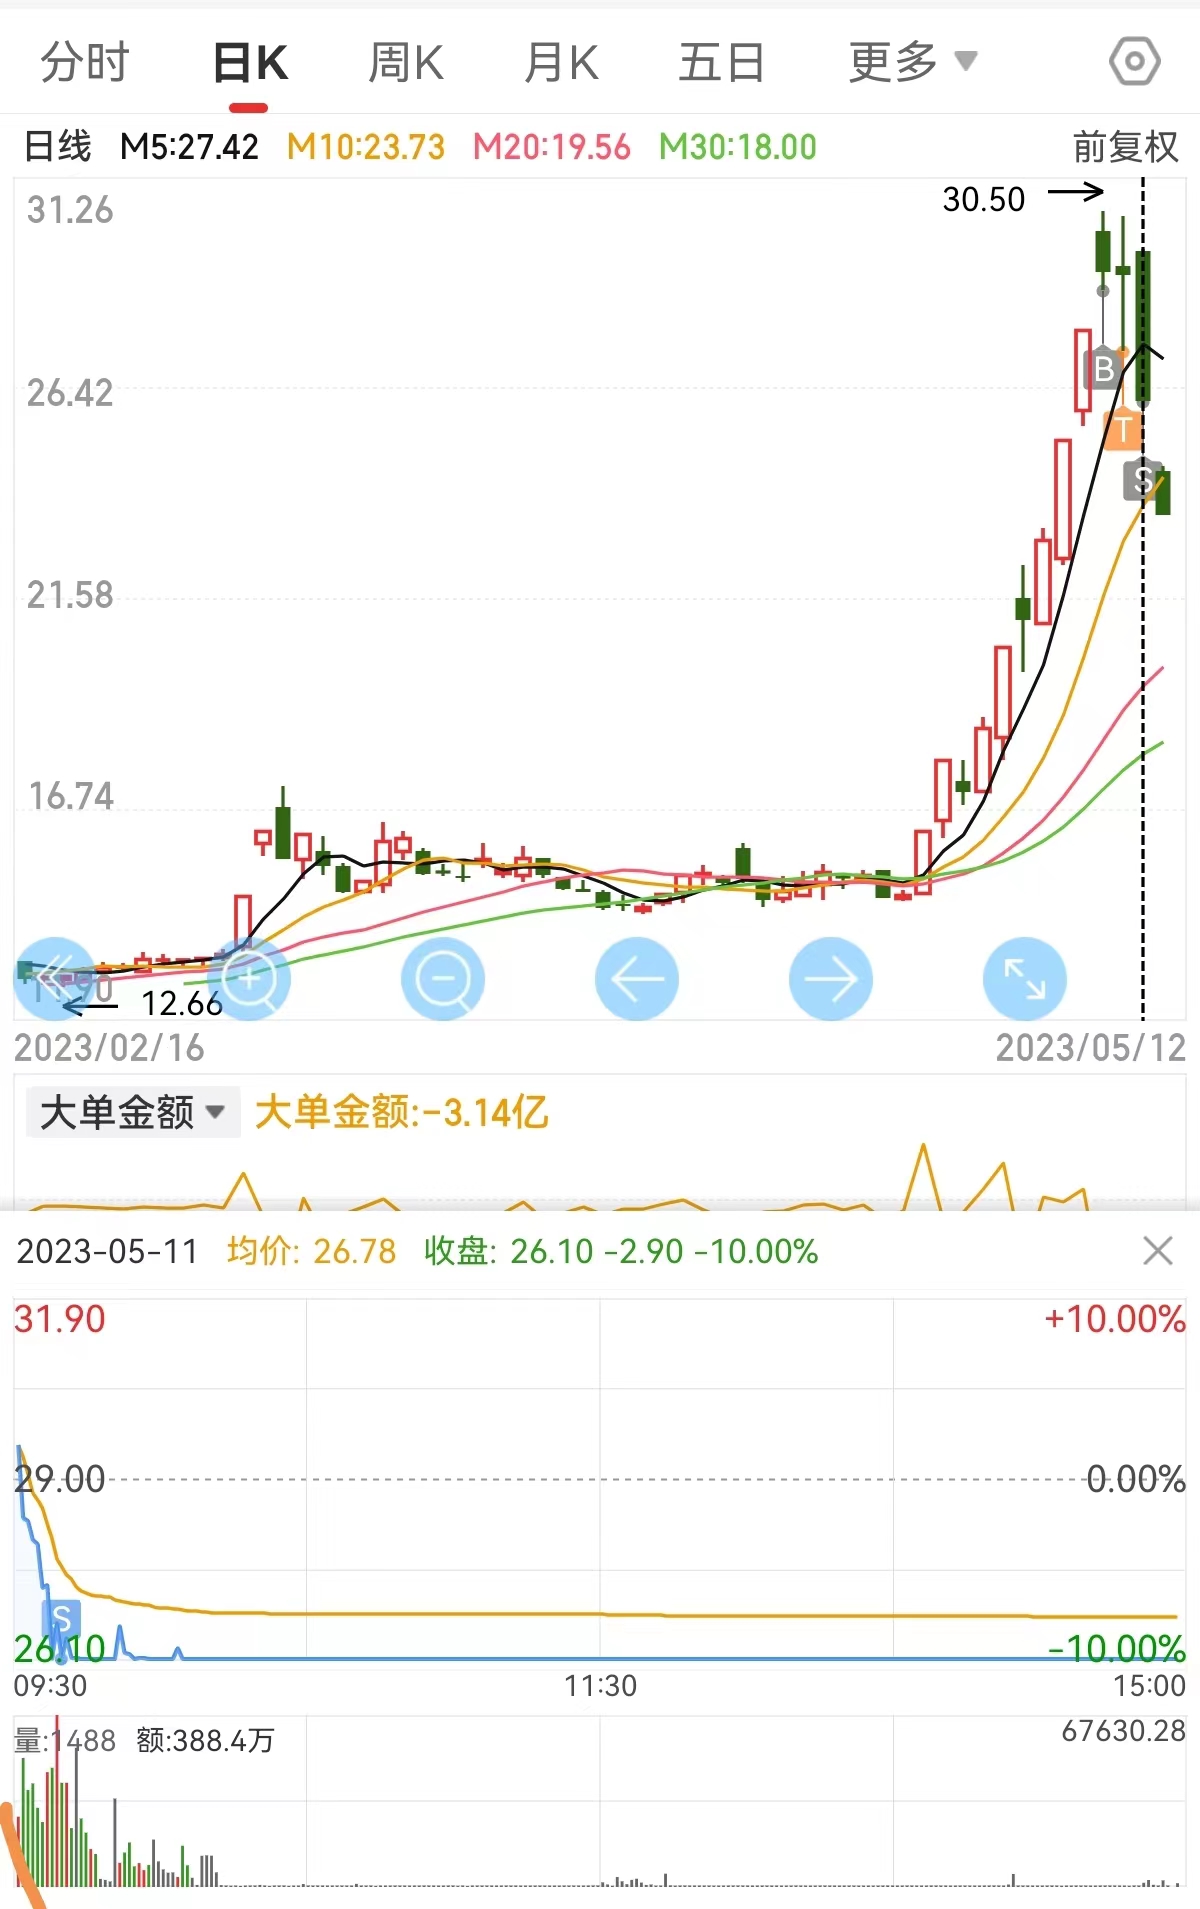 分时 日K 周K 月K 五日 更多
日线 M5:27.42 M10:23.73 M20:19.56 M30:18.00 前复权
31.26
30.50
26.42
B
T
S
21.58
16.74
12.66
2023/02/16 2023/05/12
大单金额 大单金额:-3.14亿
2023-05-11 均价: 26.78 收盘: 26.10 -2.90 -10.00%
31.90 +10.00%
29.00 0.00%
S
26.10 -10.00%
09:30 11:30 15:00
量:1488 额:388.4万 67630.28